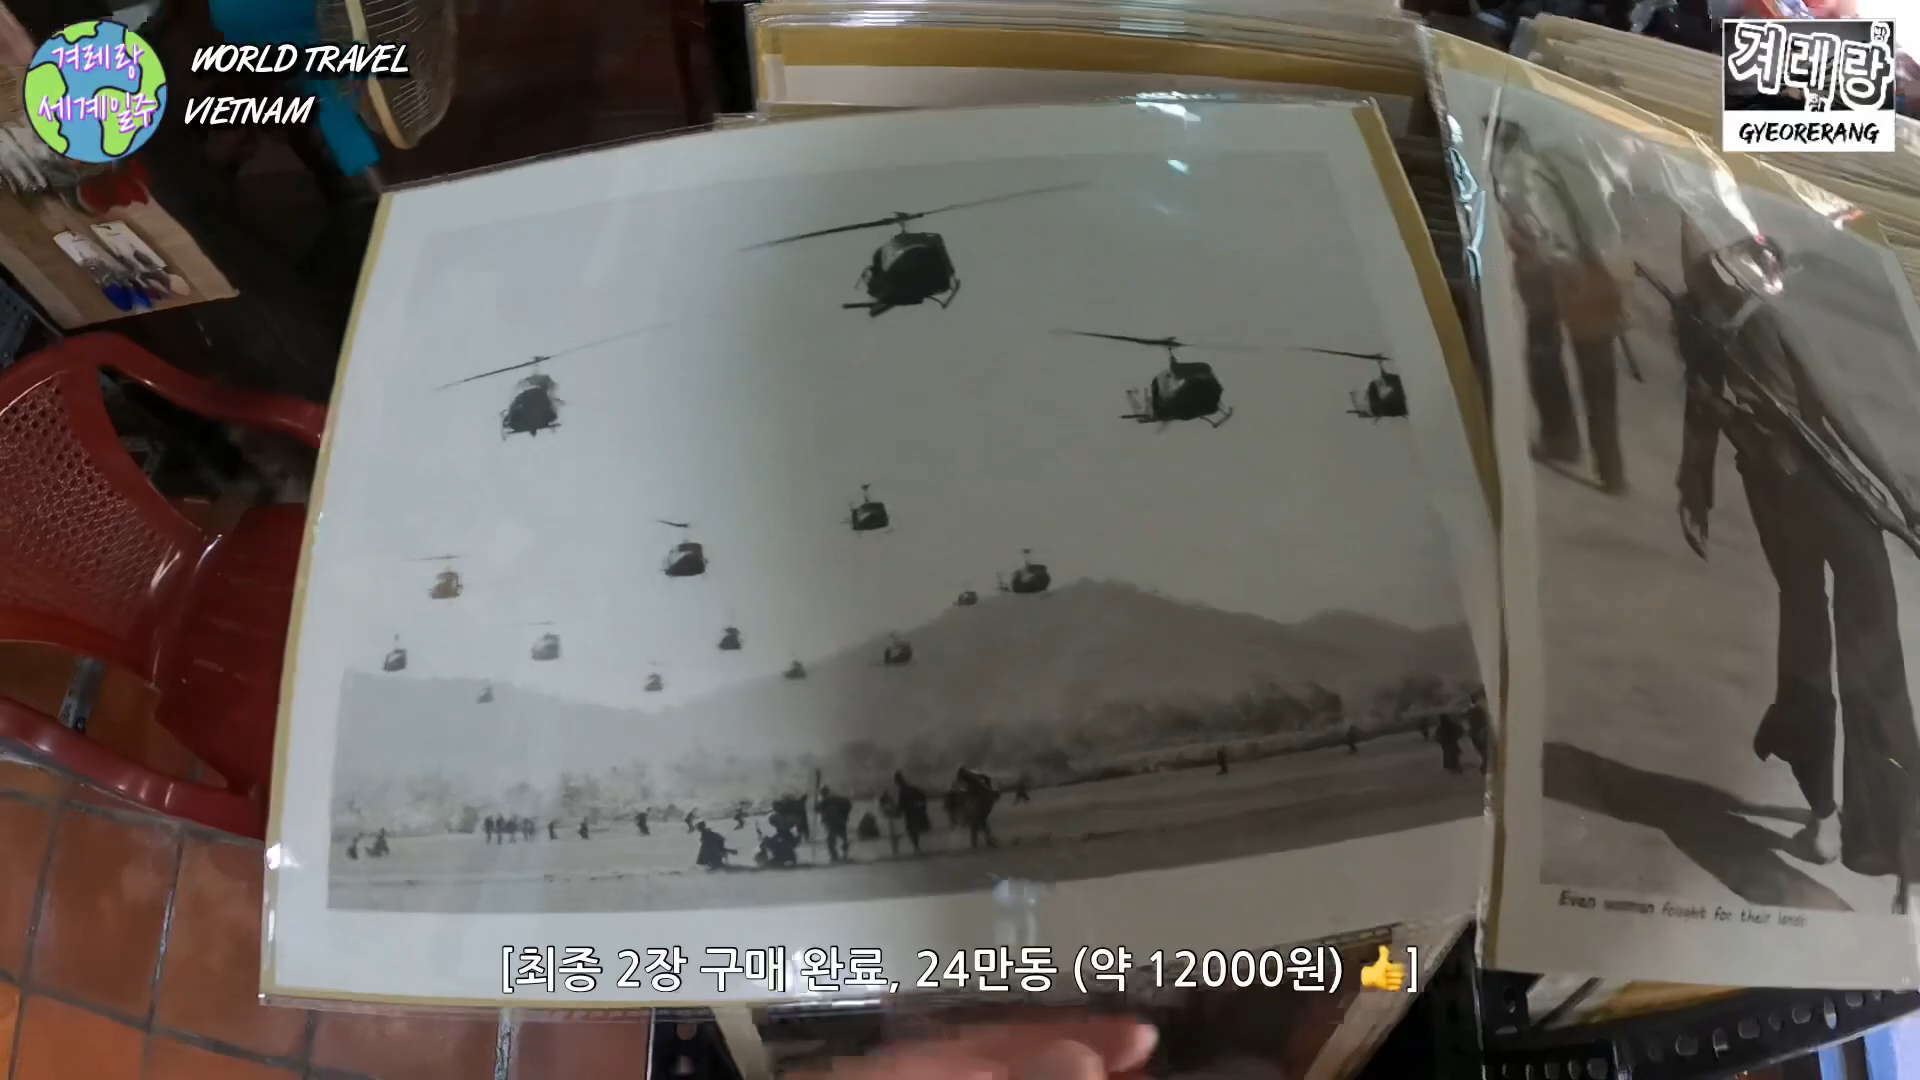 겨레랑
세계일주
WORLD TRAVEL
VIETNAM
겨레랑
GYEORERANG
Even woman fought for their land
[최종 2장 구매 완료, 24만동 (약 12000원) 👍]